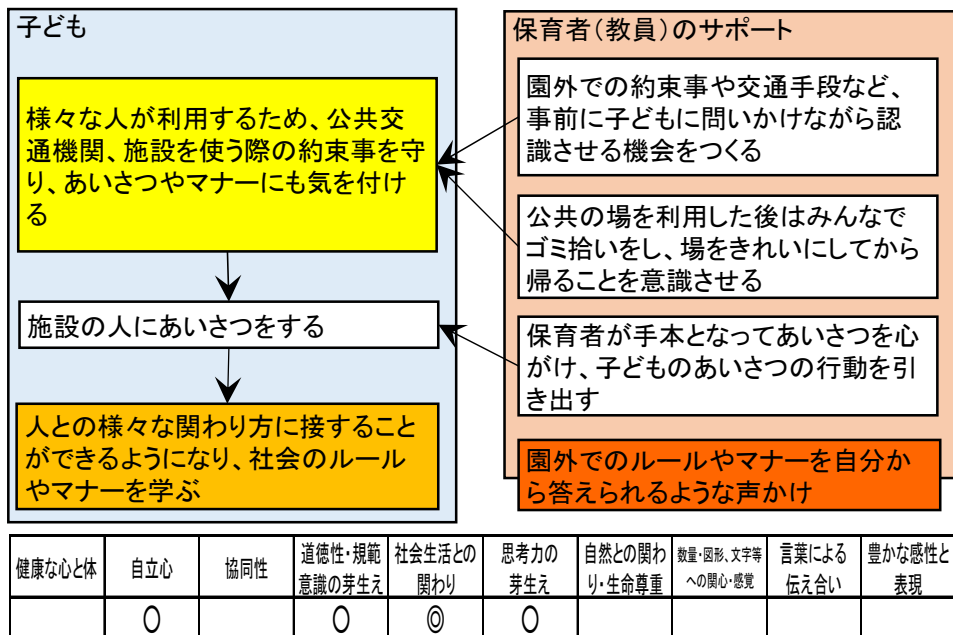 子ども
様々な人が利用するため、公共交
通機関、施設を使う際の約束事を守
り、あいさつやマナーにも気を付け
る
施設の人にあいさつをする
人との様々な関わり方に接すること
ができるようになり、社会のルール
やマナーを学ぶ
保育者(教員)のサポート
園外での約束事や交通手段など、
事前に子どもに問いかけながら認
識させる機会をつくる
公共の場を利用した後はみんなで
ゴミ拾いをし、場をきれいにしてから
帰ることを意識させる
保育者が手本となってあいさつを心
がけ、子どものあいさつの行動を引
き出す
園外でのルールやマナーを自分か
ら答えられるような声かけ
健康な心と体
自立心
協同性
道徳性・規範
意識の芽生え
社会生活との
関わり
思考力の
芽生え
自然との関わ
り・生命尊重
数量・図形、文字等
への関心・感覚
言葉による
伝え合い
豊かな感性と
表現
○ ○ ◎ ○